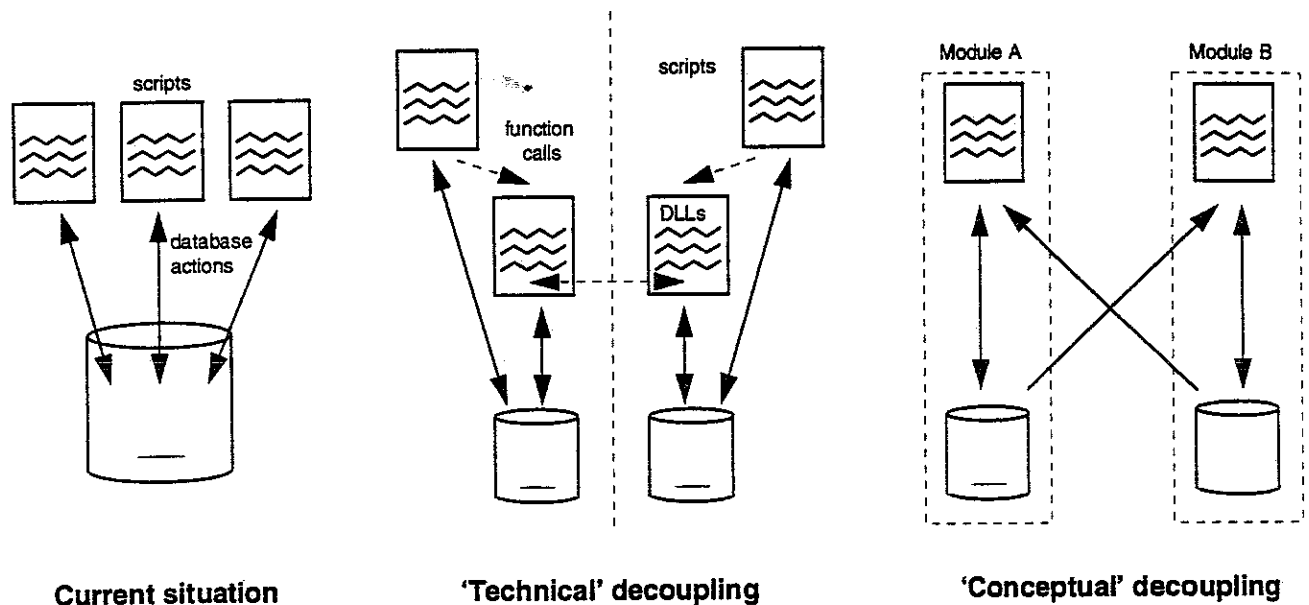 scripts
database
actions
Current situation
scripts
function
calls
DLLs
'Technical' decoupling
Module A
Module B
'Conceptual' decoupling